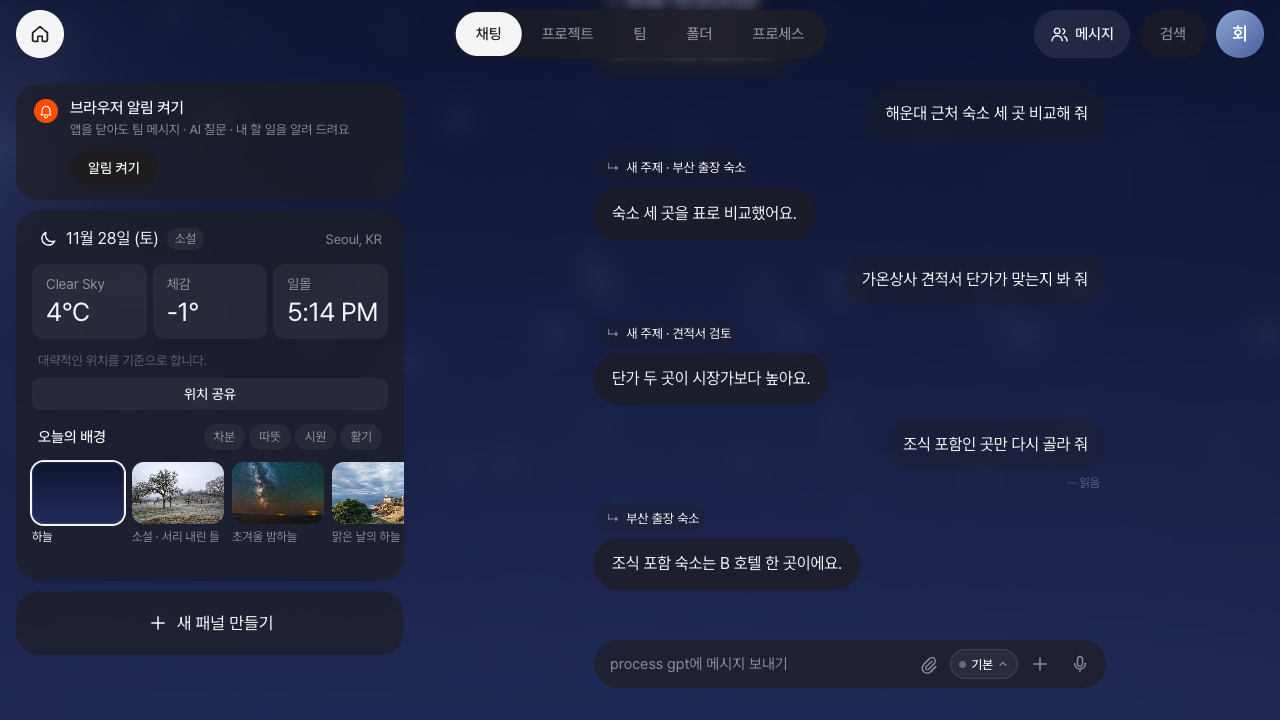 채팅
프로젝트
팀
폴더
프로세스
메시지
검색
회
브라우저 알림 켜기
앱을 닫아도 팀 메시지 · AI 질문 · 내 할 일을 알려 드려요
알림 켜기
11월 28일 (토)
소설
Seoul, KR
Clear Sky
4°C
체감
-1°
일몰
5:14 PM
대략적인 위치를 기준으로 합니다.
위치 공유
오늘의 배경
차분
따뜻
시원
활기
하늘
소설 · 서리 내린 들
초겨울 밤하늘
맑은 날의 하늘
새 패널 만들기
해운대 근처 숙소 세 곳 비교해 줘
새 주제 · 부산 출장 숙소
숙소 세 곳을 표로 비교했어요.
가온상사 견적서 단가가 맞는지 봐 줘
새 주제 · 견적서 검토
단가 두 곳이 시장가보다 높아요.
조식 포함인 곳만 다시 골라 줘
··· 읽음
부산 출장 숙소
조식 포함 숙소는 B 호텔 한 곳이에요.
process gpt에 메시지 보내기
기본